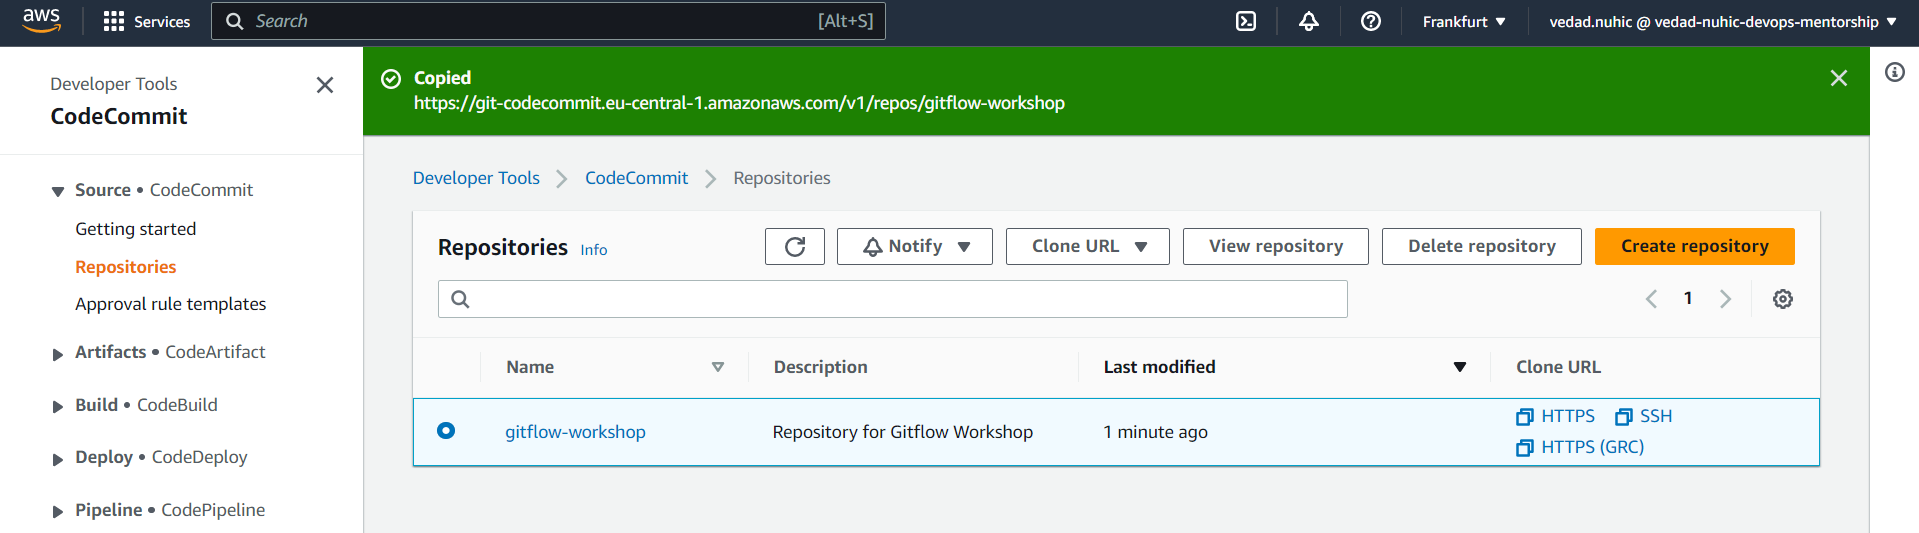 aws
Services
Search [Alt+S]
Frankfurt
vedad.nuhic @ vedad-nuhic-devops-mentorship
Developer Tools
CodeCommit
Source • CodeCommit
Getting started
Repositories
Approval rule templates
Artifacts • CodeArtifact
Build • CodeBuild
Deploy • CodeDeploy
Pipeline • CodePipeline
Copied
https://git-codecommit.eu-central-1.amazonaws.com/v1/repos/gitflow-workshop
Developer Tools CodeCommit Repositories
Repositories Info
Notify
Clone URL
View repository
Delete repository
Create repository
1
Name Description Last modified Clone URL
gitflow-workshop Repository for Gitflow Workshop 1 minute ago
HTTPS SSH
HTTPS (GRC)